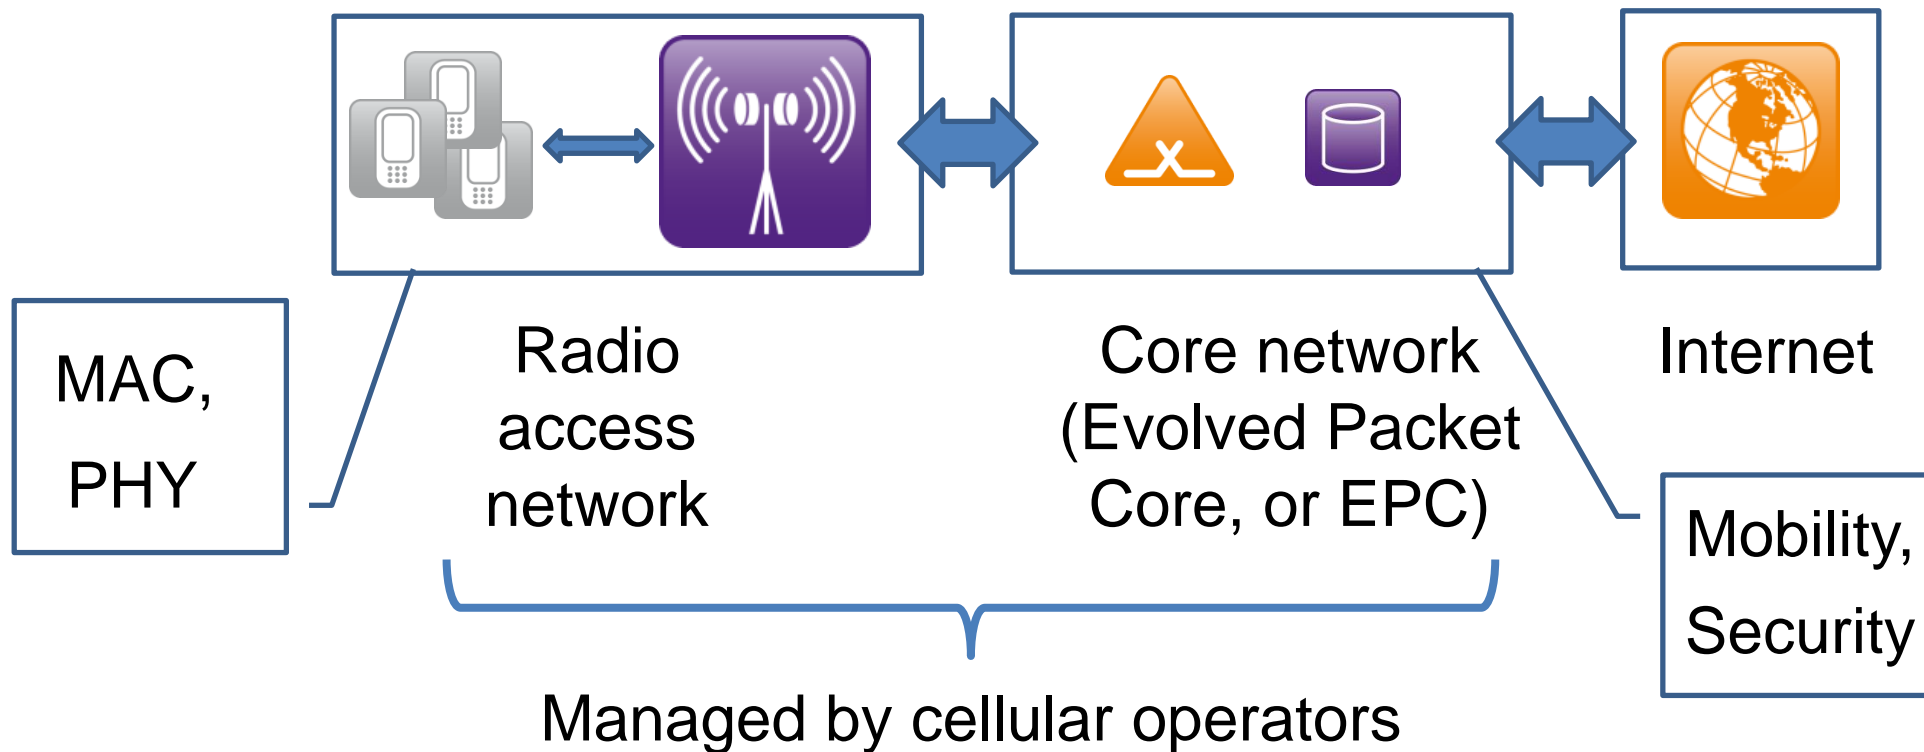 MAC,
PHY
Radio
access
network
Core network
(Evolved Packet
Core, or EPC)
Internet
Mobility,
Security
Managed by cellular operators